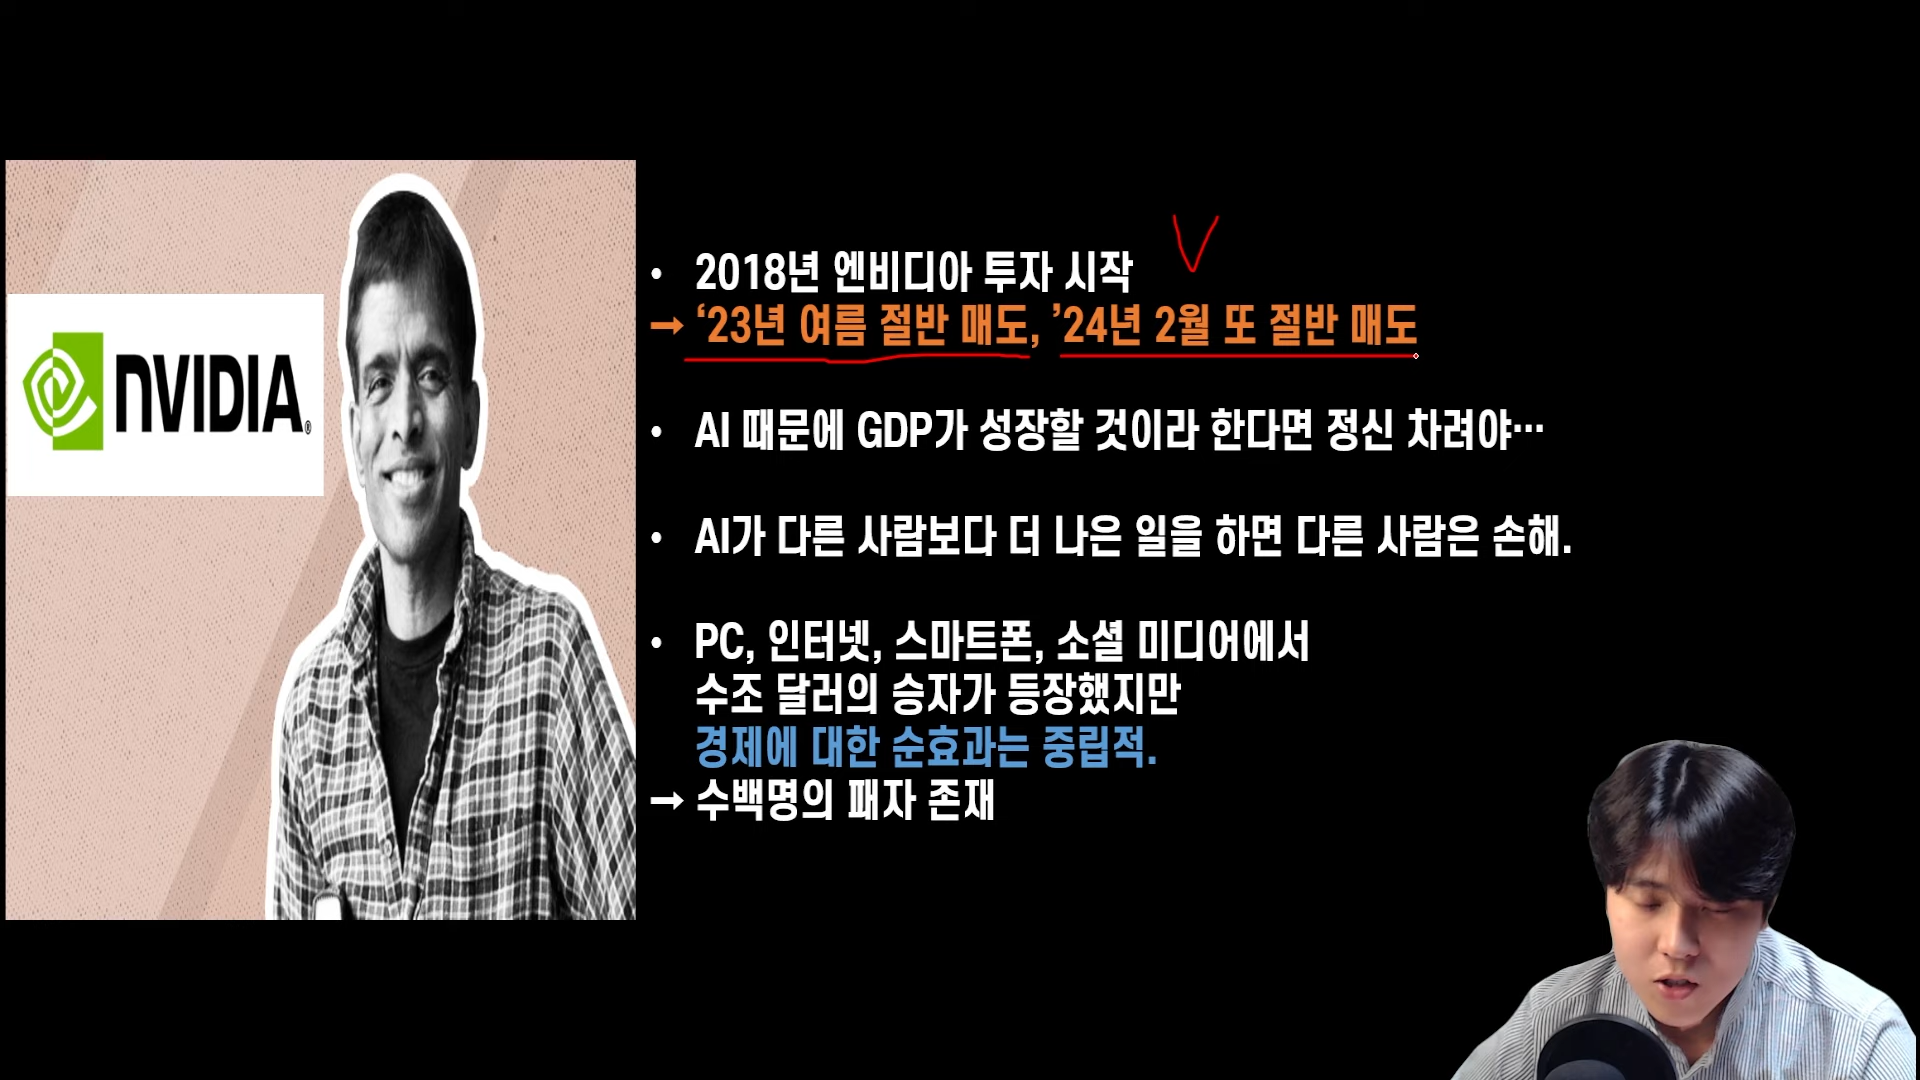 NVIDIA®
• 2018년 엔비디아 투자 시작
→ ‘23년 여름 절반 매도, ’24년 2월 또 절반 매도
• AI 때문에 GDP가 성장할 것이라 한다면 정신 차려야…
• AI가 다른 사람보다 더 나은 일을 하면 다른 사람은 손해.
• PC, 인터넷, 스마트폰, 소셜 미디어에서
수조 달러의 승자가 등장했지만
경제에 대한 순효과는 중립적.
→ 수백명의 패자 존재